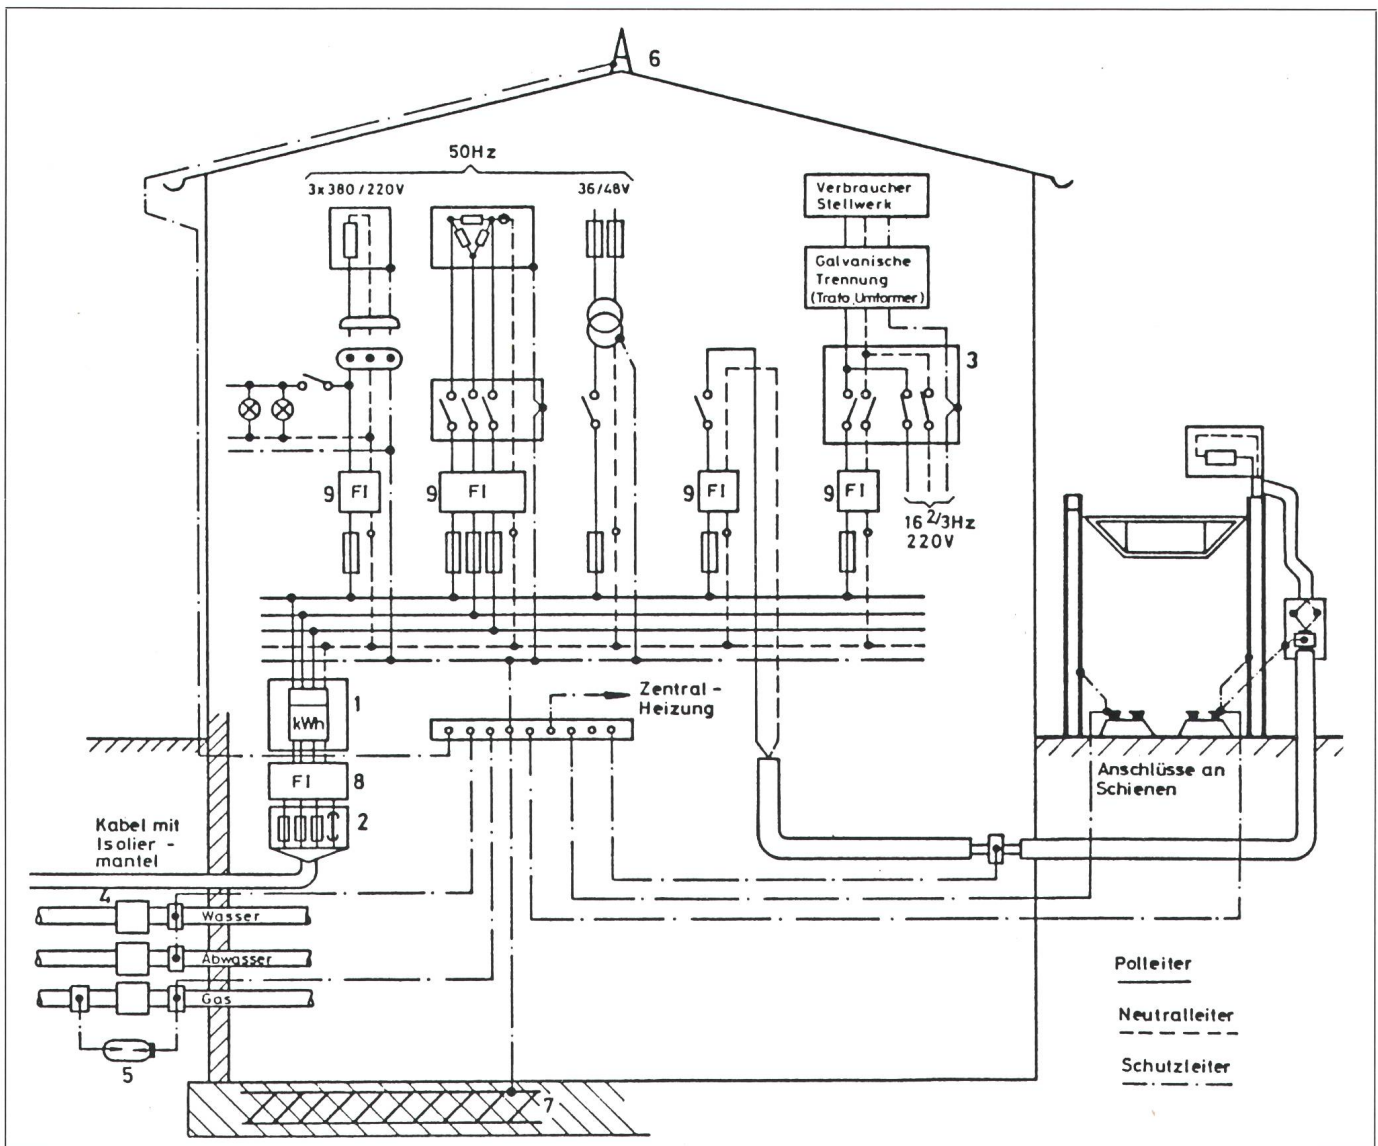 6
50Hz
3x380/220V
36/48V
Verbraucher
Stellwerk
Galvanische
Trennung
(Trafo Umformer)
3
9 FI
9 FI
9 FI
9 FI
16 2/3Hz
220V
1
kWh
Zentral-
Heizung
FI 8
2
Anschlüsse an
Schienen
Kabel mit
Isolier-
mantel
4
Wasser
Abwasser
Gas
5
7
Polleiter
Neutralleiter
Schutzleiter